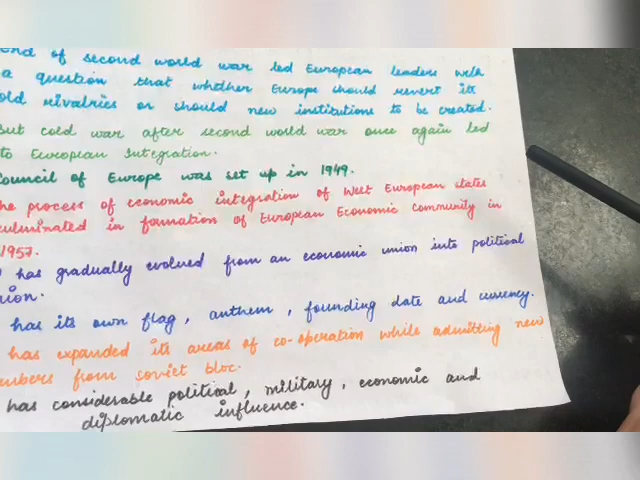 end of second world war led European leaders with
a question that whether Europe should revert its
old rivalries or should new institutions to be created.
But cold war after second world war once again led
to European Integration.
Council of Europe was set up in 1949.
he process of economic integration of West European states
culminated in formation of European Economic Community in
1957.
has gradually evolved from an economic union into political
nion.
has its own flag, anthem, founding date and currency.
has expanded its areas of co-operation while admitting new
mbers from soviet bloc.
has considerable political, military, economic and
diplomatic influence.